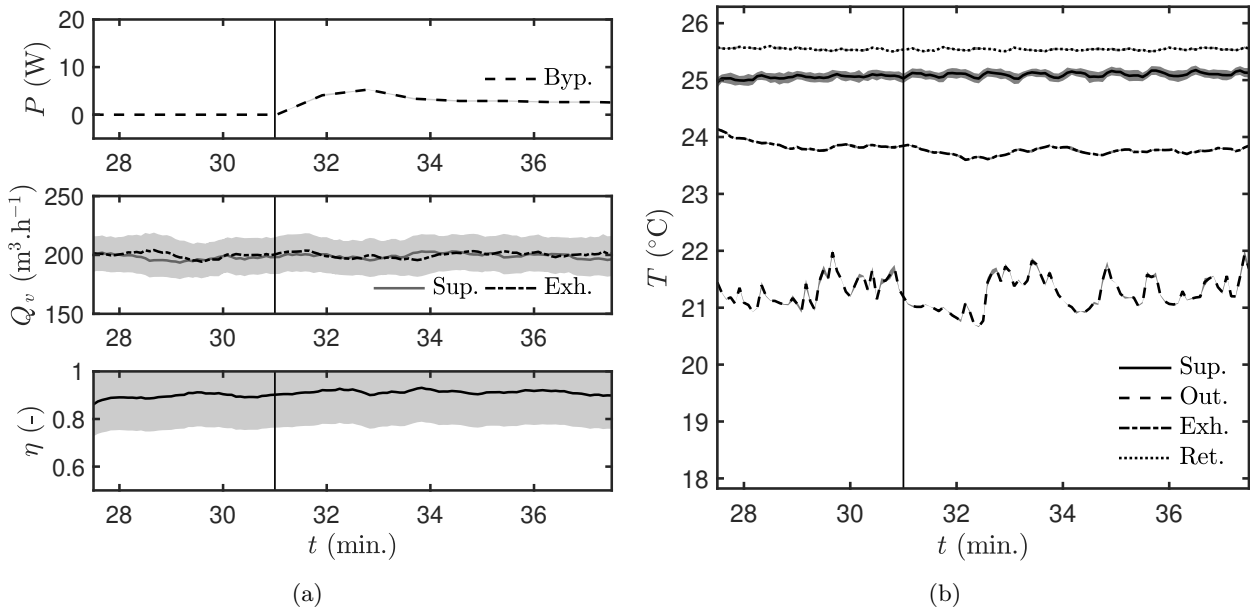 20
10
0
P (W)
Byp.
28 30 32 34 36
250
200
150
Q_v (m³.h⁻¹)
Sup. Exh.
28 30 32 34 36
1
0.8
0.6
η (-)
28 30 32 34 36
t (min.)
(a)
26
25
24
23
22
21
20
19
18
T (°C)
Sup.
Out.
Exh.
Ret.
28 30 32 34 36
t (min.)
(b)